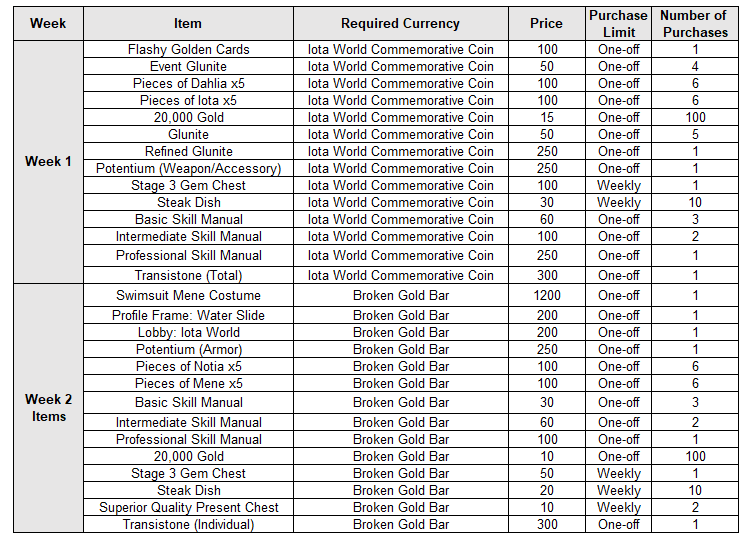 Week Item Required Currency Price Purchase Limit Number of Purchases
Week 1
Flashy Golden Cards Iota World Commemorative Coin 100 One-off 1
Event Glunite Iota World Commemorative Coin 50 One-off 4
Pieces of Dahlia x5 Iota World Commemorative Coin 100 One-off 6
Pieces of Iota x5 Iota World Commemorative Coin 100 One-off 6
20,000 Gold Iota World Commemorative Coin 15 One-off 100
Glunite Iota World Commemorative Coin 50 One-off 5
Refined Glunite Iota World Commemorative Coin 250 One-off 1
Potentium (Weapon/Accessory) Iota World Commemorative Coin 250 One-off 1
Stage 3 Gem Chest Iota World Commemorative Coin 100 Weekly 1
Steak Dish Iota World Commemorative Coin 30 Weekly 10
Basic Skill Manual Iota World Commemorative Coin 60 One-off 3
Intermediate Skill Manual Iota World Commemorative Coin 100 One-off 2
Professional Skill Manual Iota World Commemorative Coin 250 One-off 1
Transistone (Total) Iota World Commemorative Coin 300 One-off 1
Week 2 Items
Swimsuit Mene Costume Broken Gold Bar 1200 One-off 1
Profile Frame: Water Slide Broken Gold Bar 200 One-off 1
Lobby: Iota World Broken Gold Bar 200 One-off 1
Potentium (Armor) Broken Gold Bar 250 One-off 1
Pieces of Notia x5 Broken Gold Bar 100 One-off 6
Pieces of Mene x5 Broken Gold Bar 100 One-off 6
Basic Skill Manual Broken Gold Bar 30 One-off 3
Intermediate Skill Manual Broken Gold Bar 60 One-off 2
Professional Skill Manual Broken Gold Bar 100 One-off 1
20,000 Gold Broken Gold Bar 10 One-off 100
Stage 3 Gem Chest Broken Gold Bar 50 Weekly 1
Steak Dish Broken Gold Bar 20 Weekly 10
Superior Quality Present Chest Broken Gold Bar 10 Weekly 2
Transistone (Individual) Broken Gold Bar 300 One-off 1